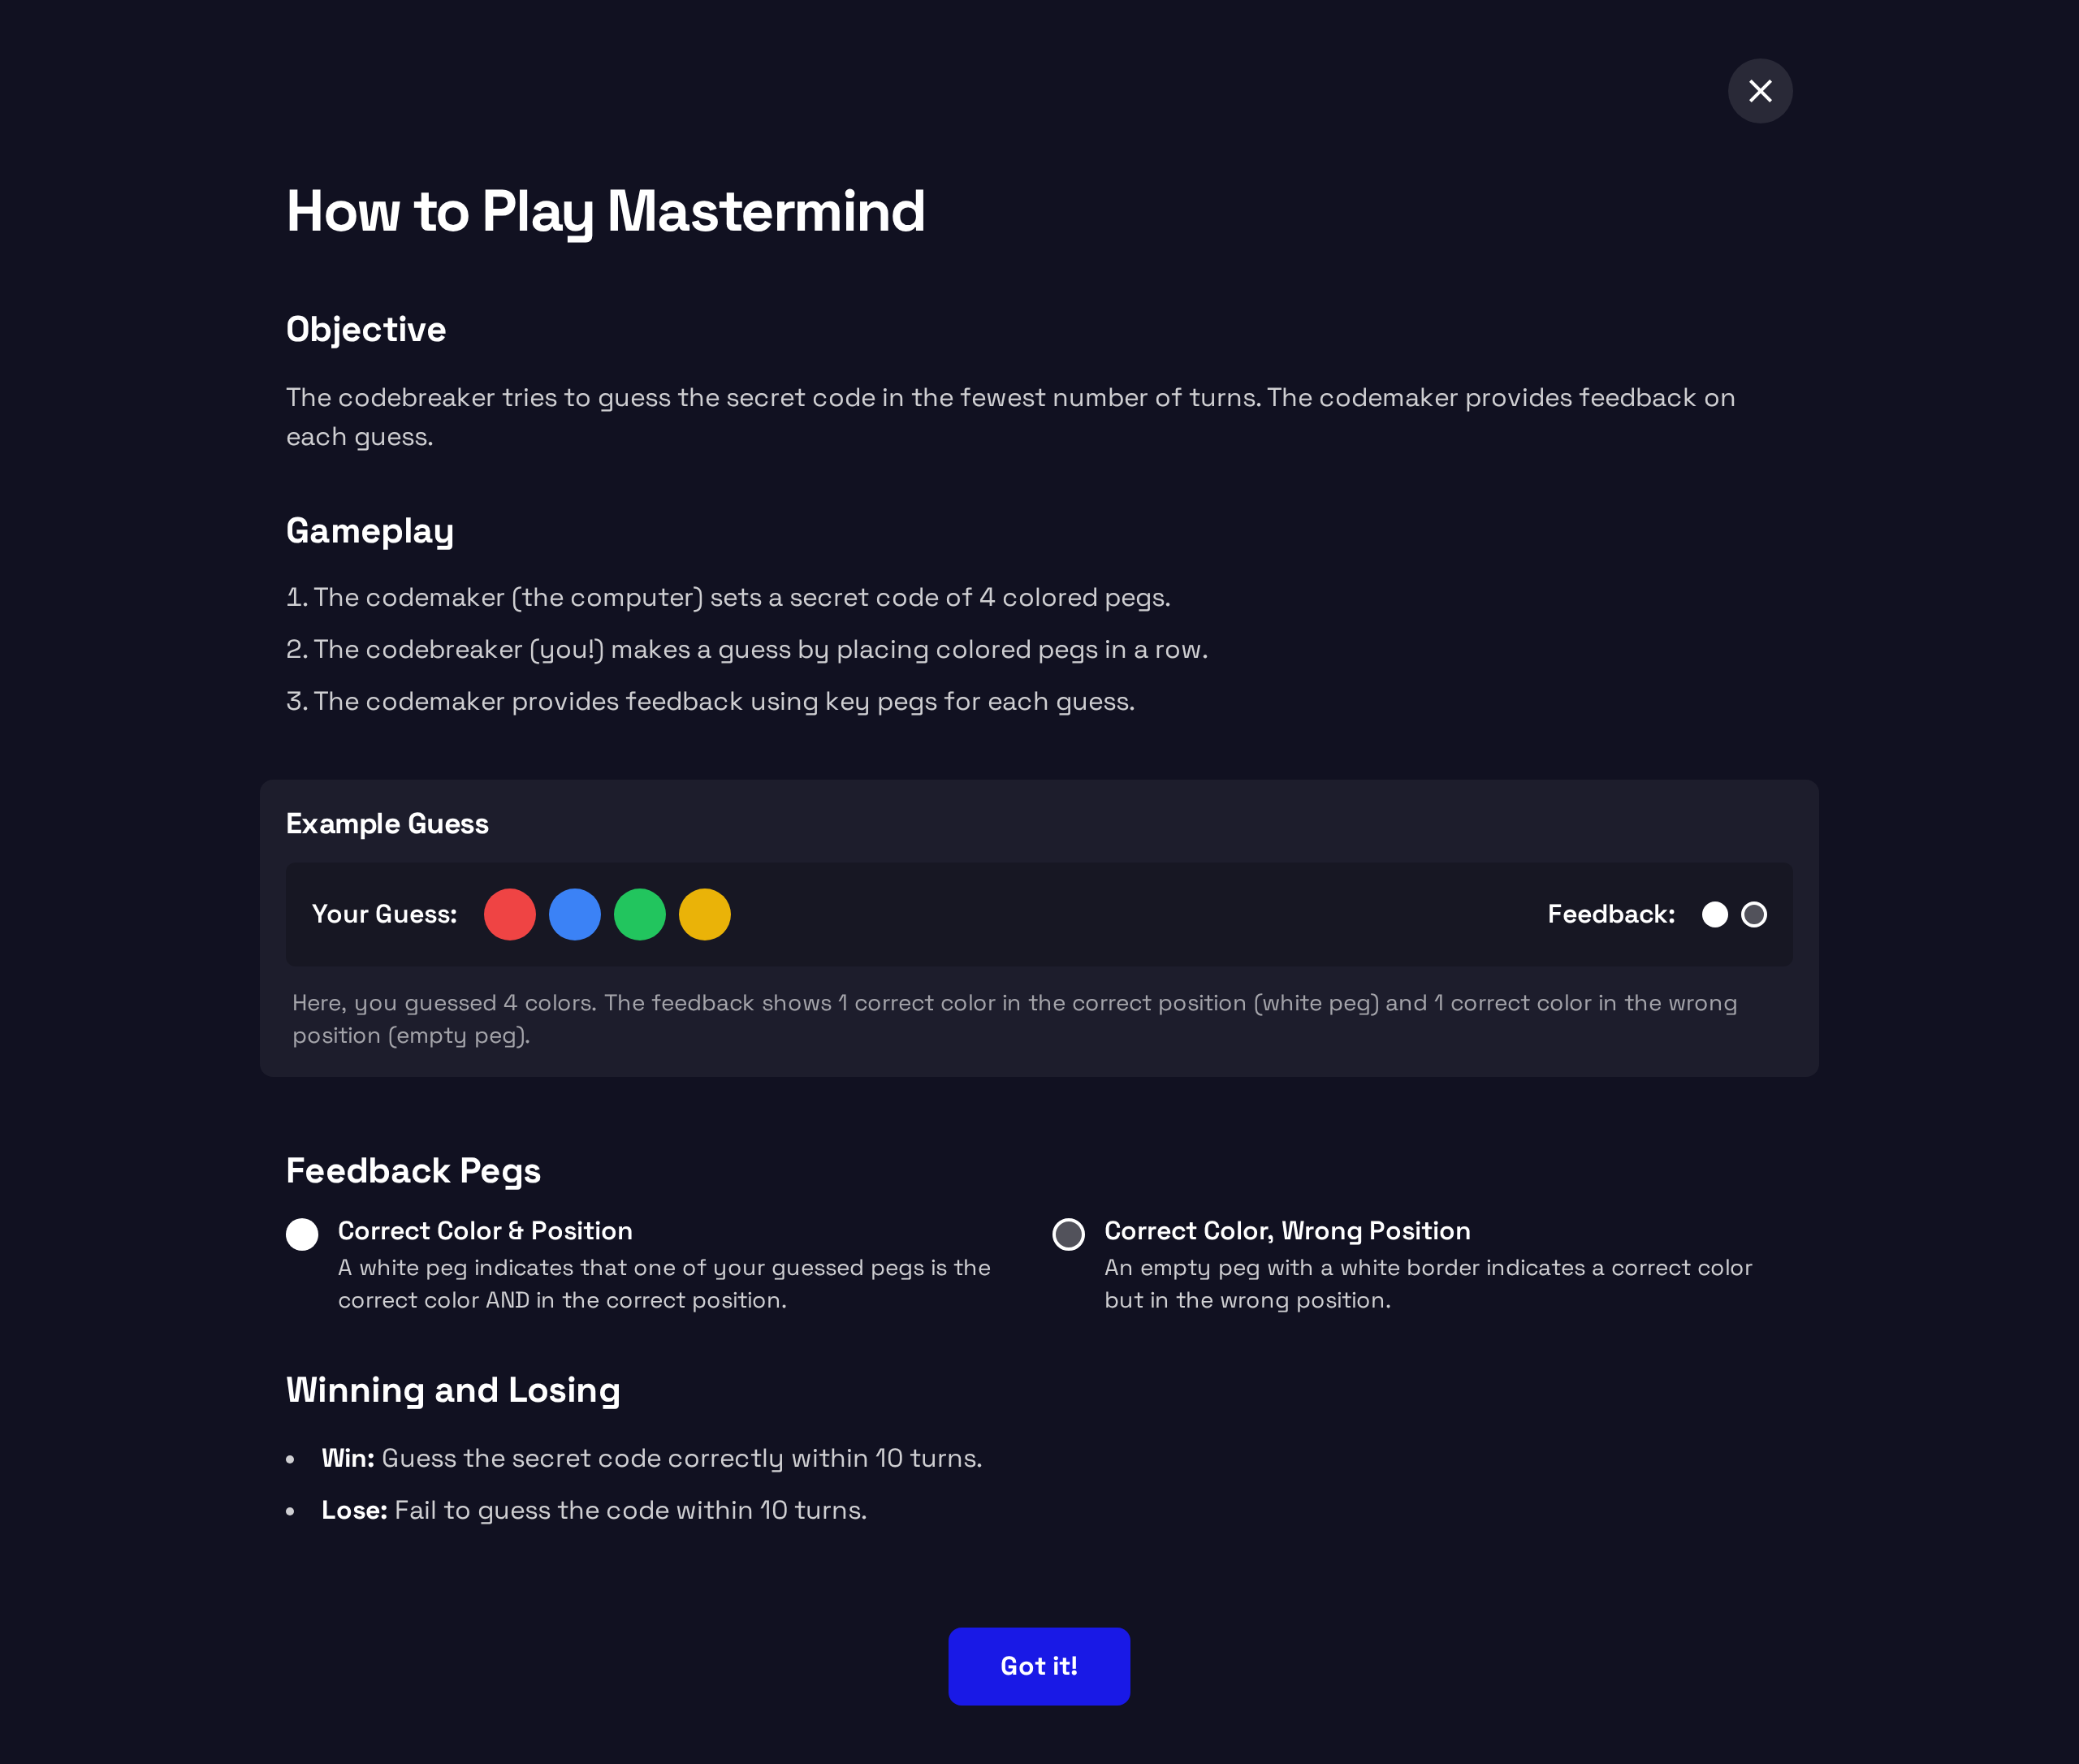 How to Play Mastermind
Objective
The codebreaker tries to guess the secret code in the fewest number of turns. The codemaker provides feedback on
each guess.
Gameplay
1. The codemaker (the computer) sets a secret code of 4 colored pegs.
2. The codebreaker (you!) makes a guess by placing colored pegs in a row.
3. The codemaker provides feedback using key pegs for each guess.
Example Guess
Your Guess:
Feedback:
Here, you guessed 4 colors. The feedback shows 1 correct color in the correct position (white peg) and 1 correct color in the wrong
position (empty peg).
Feedback Pegs
Correct Color & Position
A white peg indicates that one of your guessed pegs is the
correct color AND in the correct position.
Correct Color, Wrong Position
An empty peg with a white border indicates a correct color
but in the wrong position.
Winning and Losing
• Win: Guess the secret code correctly within 10 turns.
• Lose: Fail to guess the code within 10 turns.
Got it!